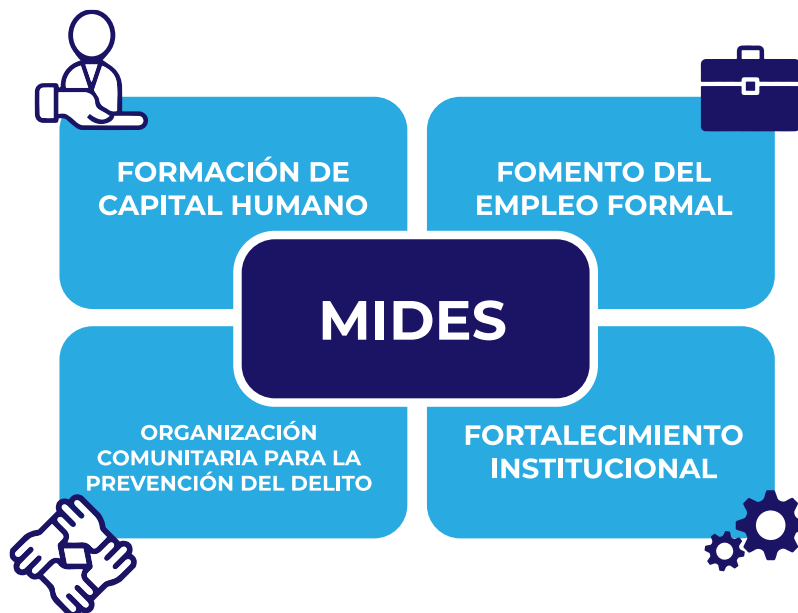 FORMACIÓN DE
CAPITAL HUMANO
FOMENTO DEL
EMPLEO FORMAL
MIDES
ORGANIZACIÓN
COMUNITARIA PARA LA
PREVENCIÓN DEL DELITO
FORTALECIMIENTO
INSTITUCIONAL